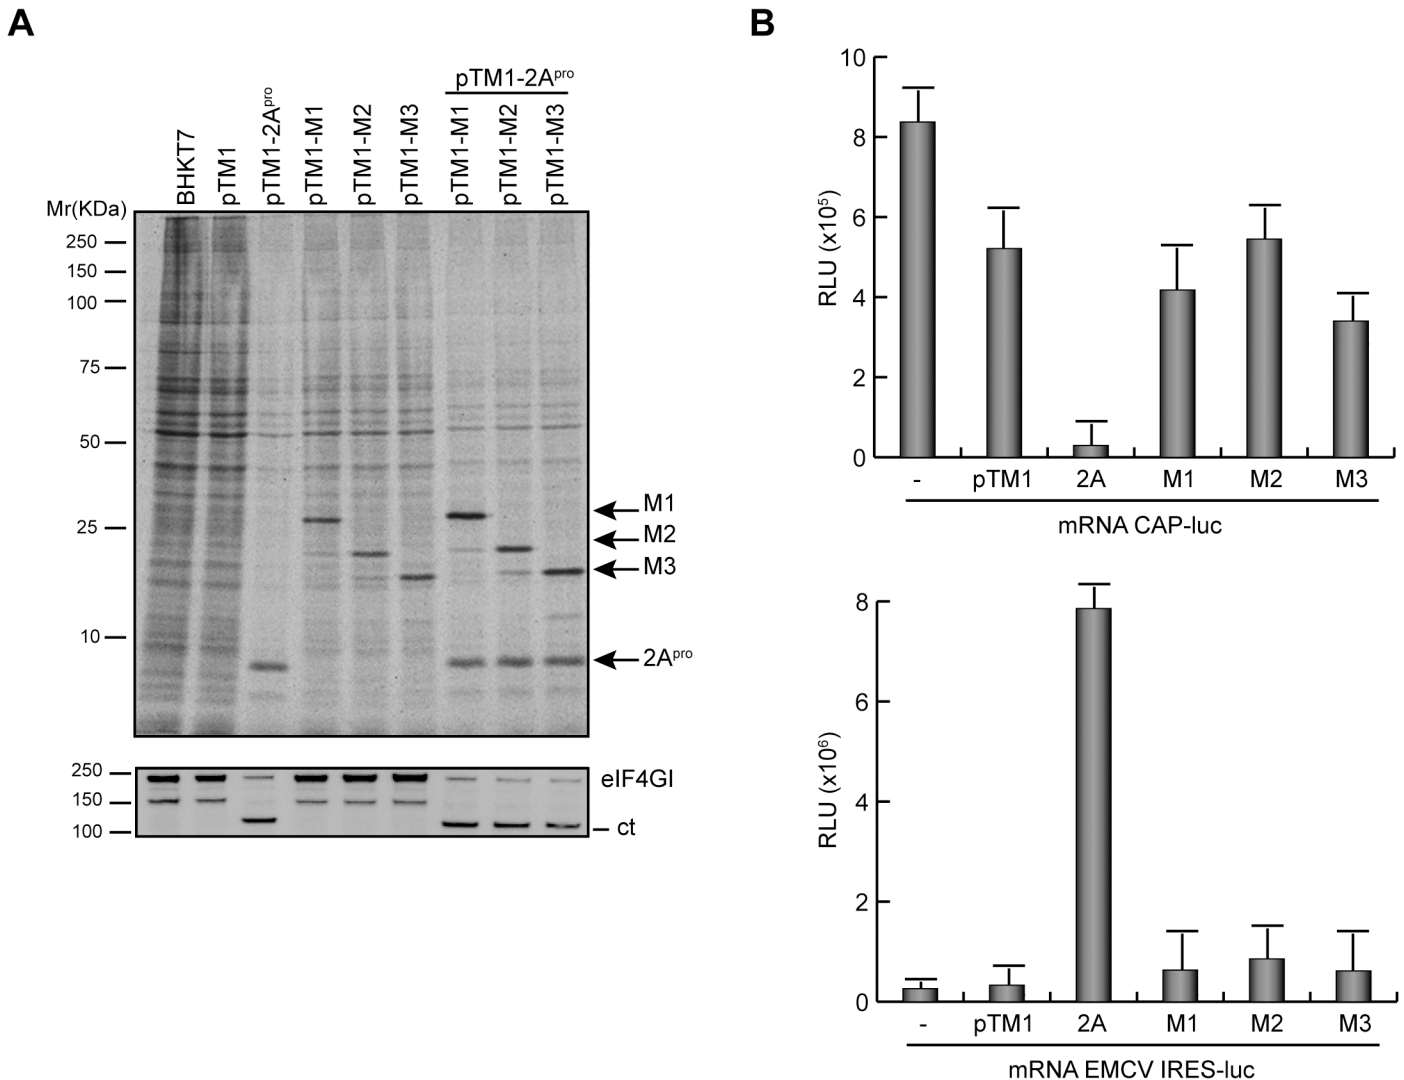 A
pTM1-2Apro
BHKT7
pTM1
pTM1-2Apro
pTM1-M1
pTM1-M2
pTM1-M3
pTM1-M1
pTM1-M2
pTM1-M3
Mr(KDa)
250
150
100
75
50
25
10
M1
M2
M3
2Apro
250
150
100
eIF4GI
ct
B
10
8
6
4
2
0
RLU (x10⁵)
- pTM1 2A M1 M2 M3
mRNA CAP-luc
8
6
4
2
0
RLU (x10⁶)
- pTM1 2A M1 M2 M3
mRNA EMCV IRES-luc